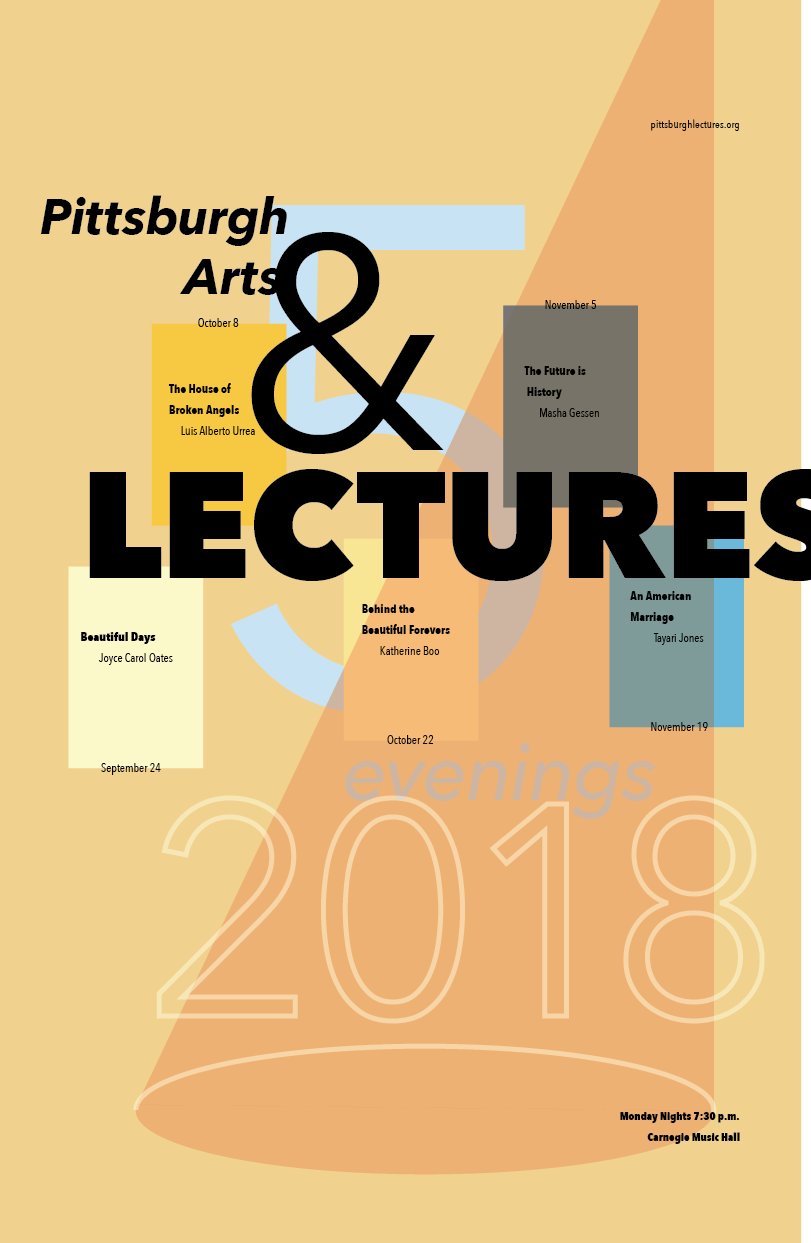 pittsburghlectures.org
Pittsburgh
Arts
&
LECTURES
5
evenings
2018
October 8
The House of
Broken Angels
Luis Alberto Urrea
November 5
The Future is
History
Masha Gessen
Beautiful Days
Joyce Carol Oates
September 24
Behind the
Beautiful Forevers
Katherine Boo
October 22
An American
Marriage
Tayari Jones
November 19
Monday Nights 7:30 p.m.
Carnegie Music Hall